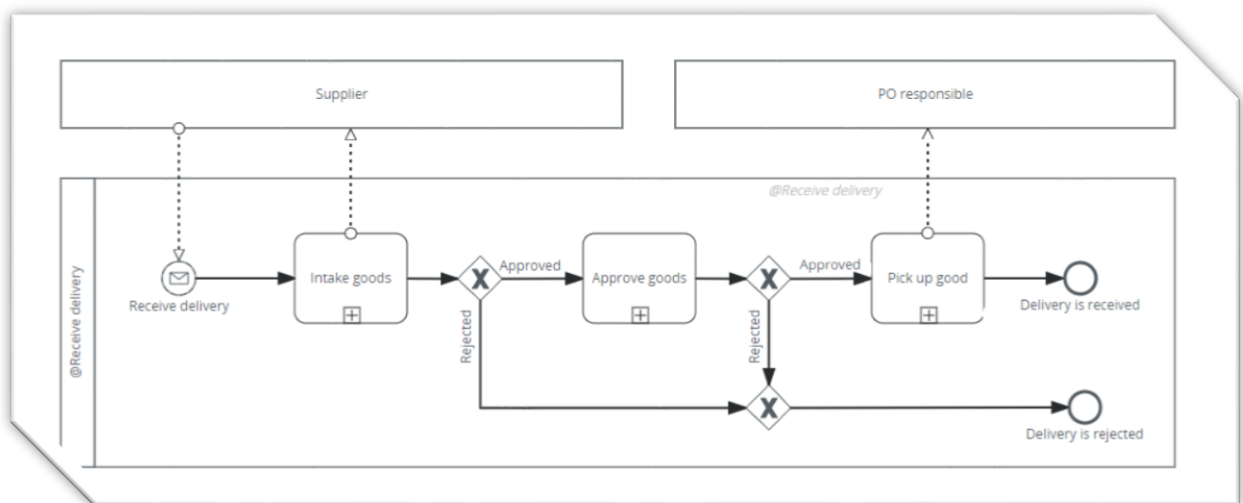 Supplier
PO responsible
@Receive delivery
@Receive delivery
Receive delivery
Intake goods
Approved
Rejected
Approve goods
Approved
Rejected
Pick up good
Delivery is received
Delivery is rejected